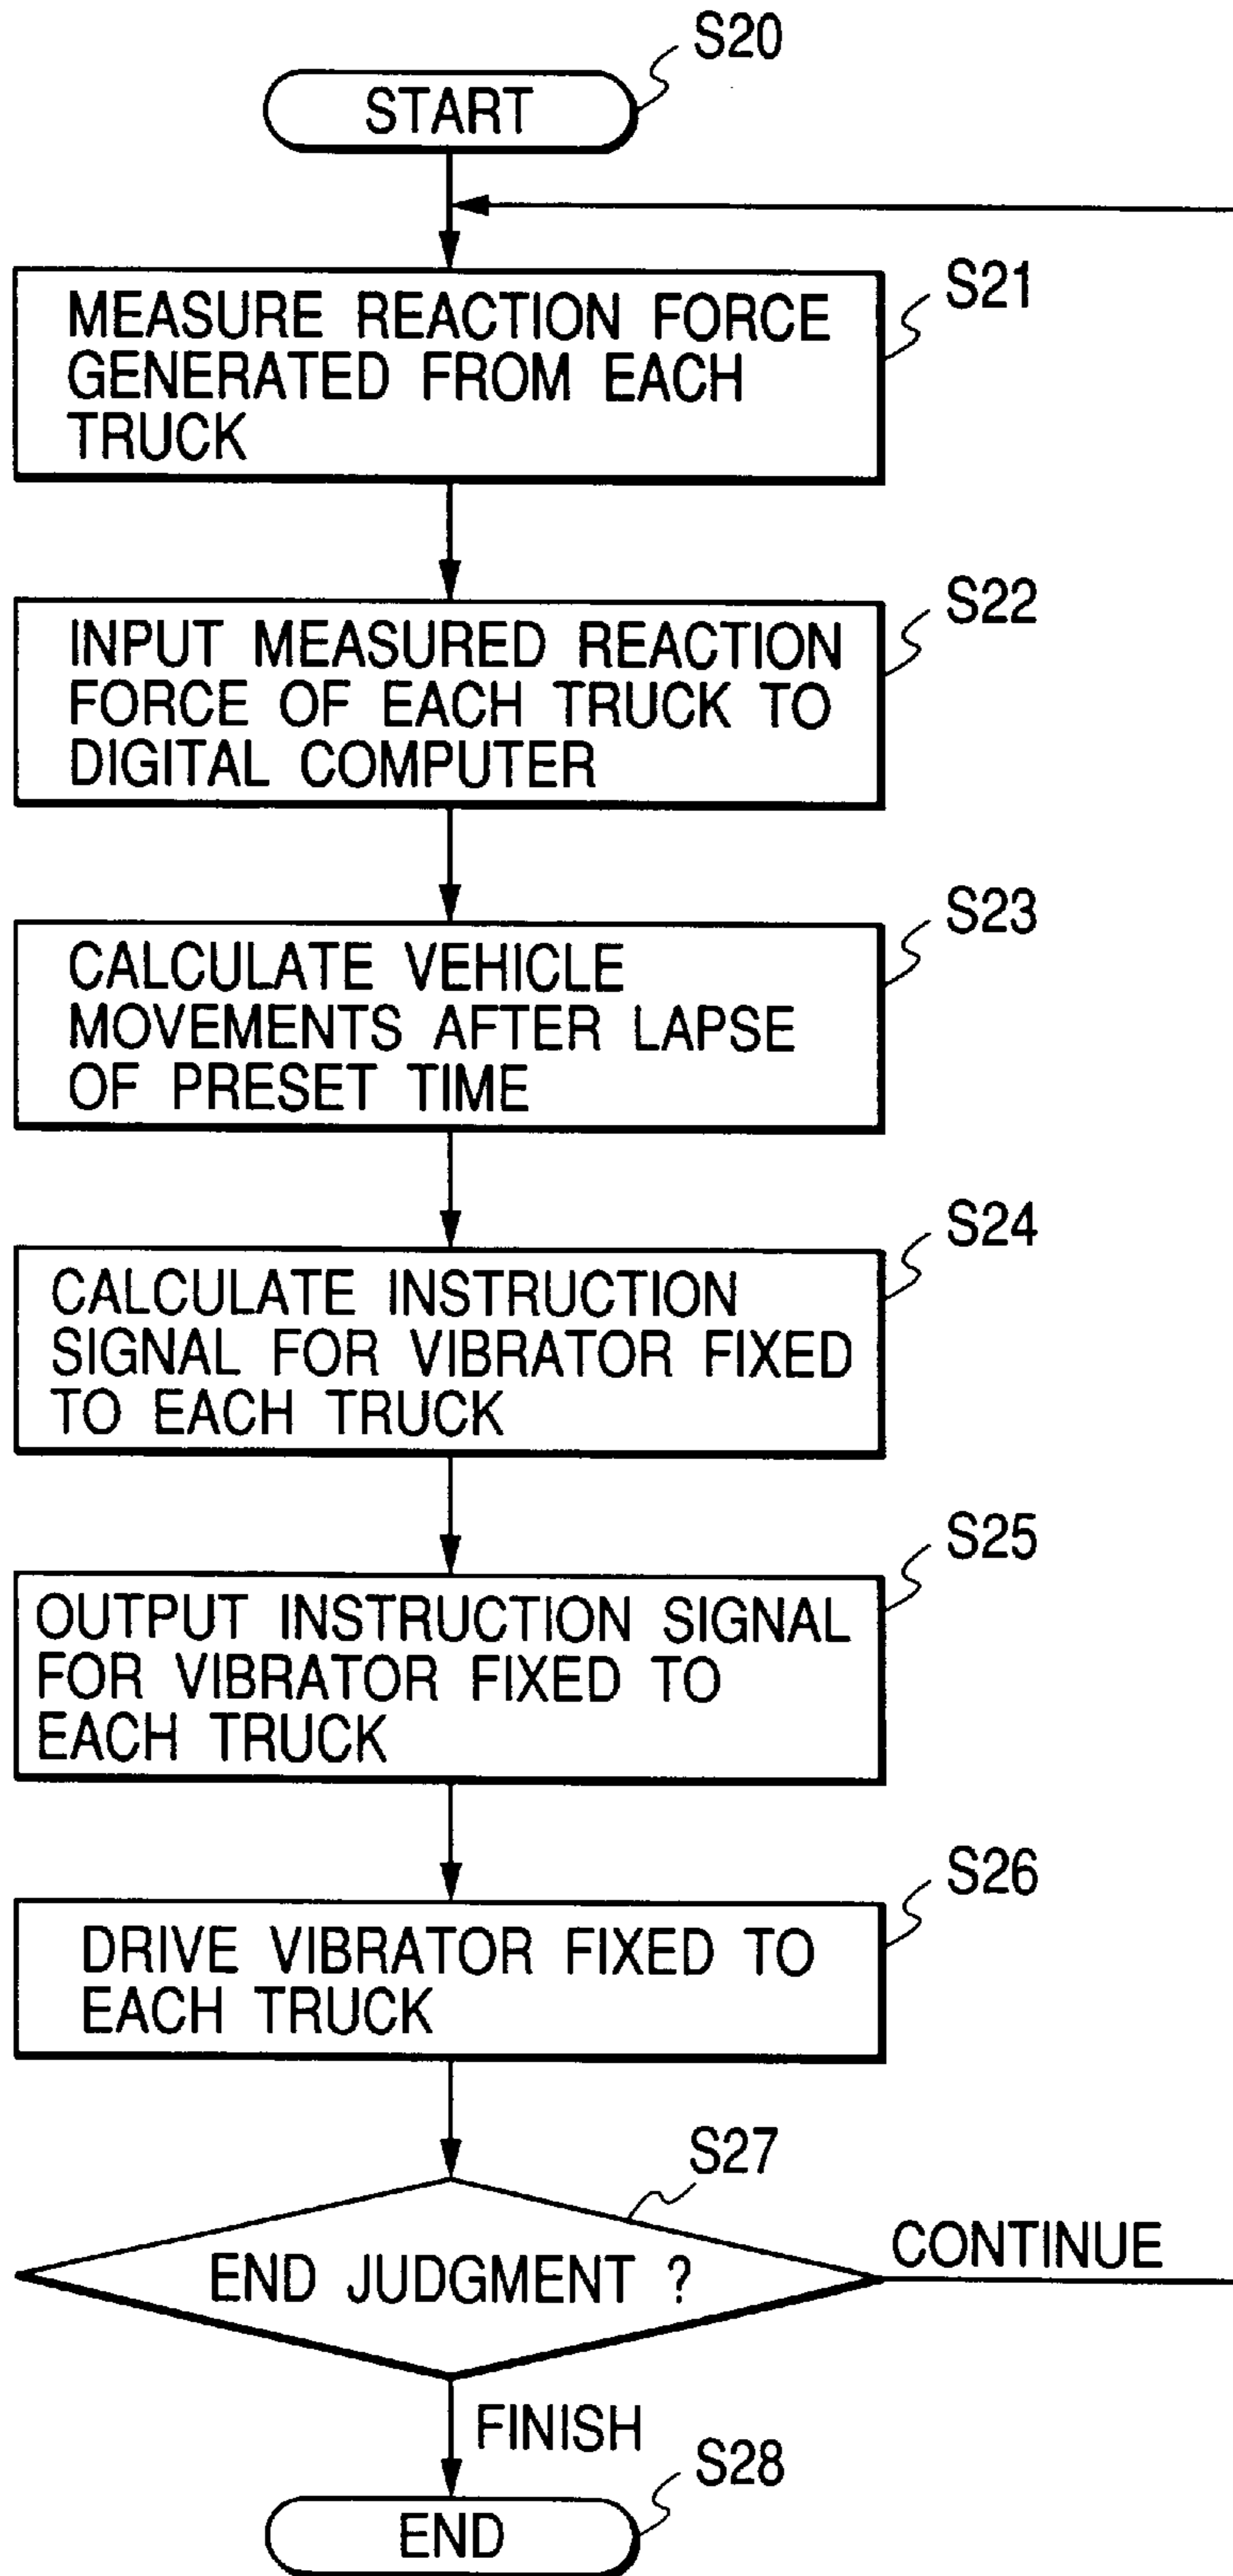 S20
START
S21
MEASURE REACTION FORCE
GENERATED FROM EACH
TRUCK
S22
INPUT MEASURED REACTION
FORCE OF EACH TRUCK TO
DIGITAL COMPUTER
S23
CALCULATE VEHICLE
MOVEMENTS AFTER LAPSE
OF PRESET TIME
S24
CALCULATE INSTRUCTION
SIGNAL FOR VIBRATOR FIXED
TO EACH TRUCK
S25
OUTPUT INSTRUCTION SIGNAL
FOR VIBRATOR FIXED TO
EACH TRUCK
S26
DRIVE VIBRATOR FIXED TO
EACH TRUCK
S27
END JUDGMENT ?
CONTINUE
FINISH
S28
END